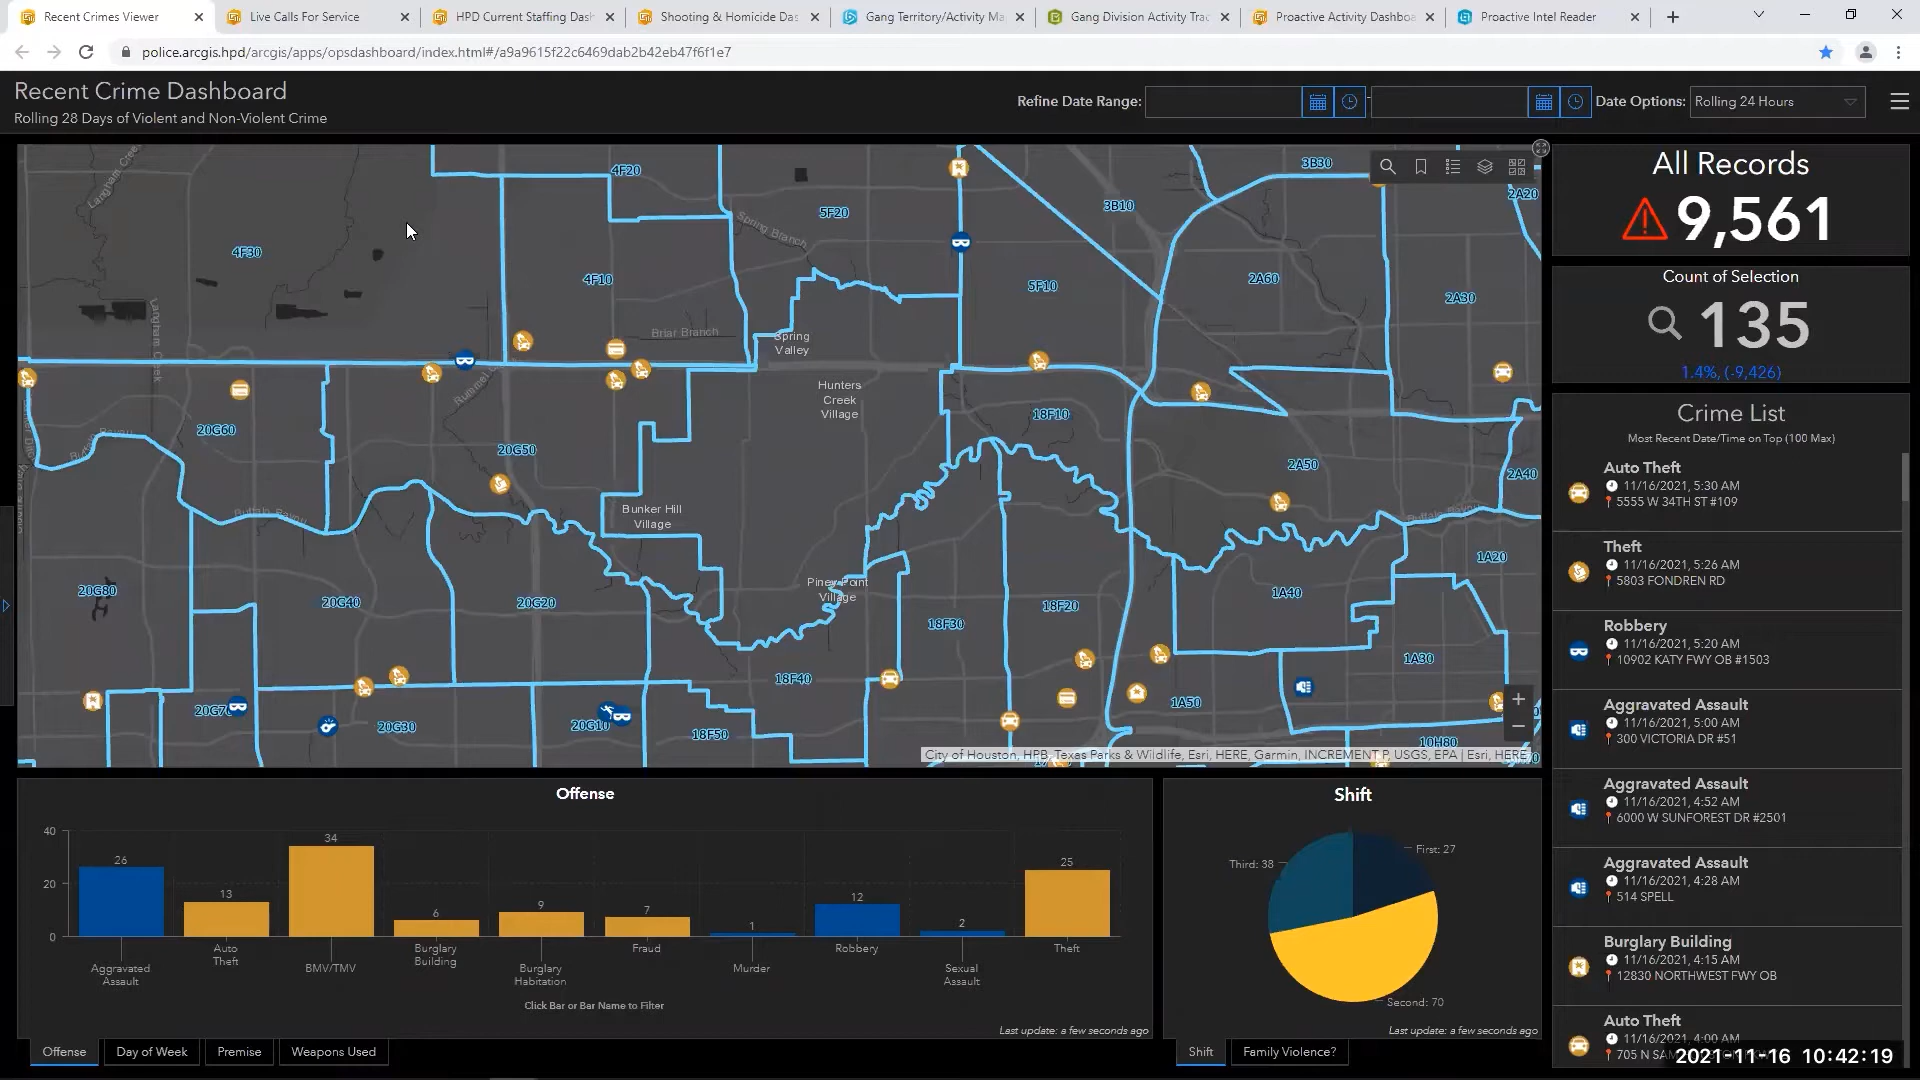 Recent Crimes Viewer
Live Calls For Service
HPD Current Staffing Das
Shooting & Homicide Das
Gang Territory/Activity Ma
Gang Division Activity Trac
Proactive Activity Dashboa
Proactive Intel Reader
police.arcgis.hpd/arcgis/apps/opsdashboard/index.html#/a9a9615f22c6469dab2b42eb47f6f1e7
Recent Crime Dashboard
Rolling 28 Days of Violent and Non-Violent Crime
Refine Date Range:
-
Date Options:
Rolling 24 Hours
4F20
5F20
3B10
3B30
2A20
4F30
4F10
5F10
2A60
2A30
Langham Creek
Spring Branch
Briar Branch
Spring
Valley
Hunters
Creek
Village
20G60
20G50
18F10
2A50
2A40
Buffalo Bayou
Bunker Hill
Village
Buffalo Bayou
1A20
20G80
20G40
20G20
Piney Point
Village
18F30
18F20
1A40
1A30
18F40
1A50
20G70
20G30
20G10
18F50
10H80
City of Houston, HPB, Texas Parks & Wildlife, Esri, HERE, Garmin, INCREMENT P, USGS, EPA | Esri, HERE
All Records
9,561
Count of Selection
135
1.4%, (-9,426)
Crime List
Most Recent Date/Time on Top (100 Max)
Auto Theft
11/16/2021, 5:30 AM
5555 W 34TH ST #109
Theft
11/16/2021, 5:26 AM
5803 FONDREN RD
Robbery
11/16/2021, 5:20 AM
10902 KATY FWY OB #1503
Aggravated Assault
11/16/2021, 5:00 AM
300 VICTORIA DR #51
Aggravated Assault
11/16/2021, 4:52 AM
6000 W SUNFOREST DR #2501
Aggravated Assault
11/16/2021, 4:28 AM
514 SPELL
Burglary Building
11/16/2021, 4:15 AM
12830 NORTHWEST FWY OB
Auto Theft
11/16/2021, 4:00 AM
705 N SA
2021-11-16 10:42:19
Offense
40
20
0
26
13
34
6
9
7
1
12
2
25
Aggravated
Assault
Auto
Theft
BMV/TMV
Burglary
Building
Burglary
Habitation
Fraud
Murder
Robbery
Sexual
Assault
Theft
Click Bar or Bar Name to Filter
Last update: a few seconds ago
Offense
Day of Week
Premise
Weapons Used
Shift
First: 27
Third: 38
Second: 70
Last update: a few seconds ago
Shift
Family Violence?